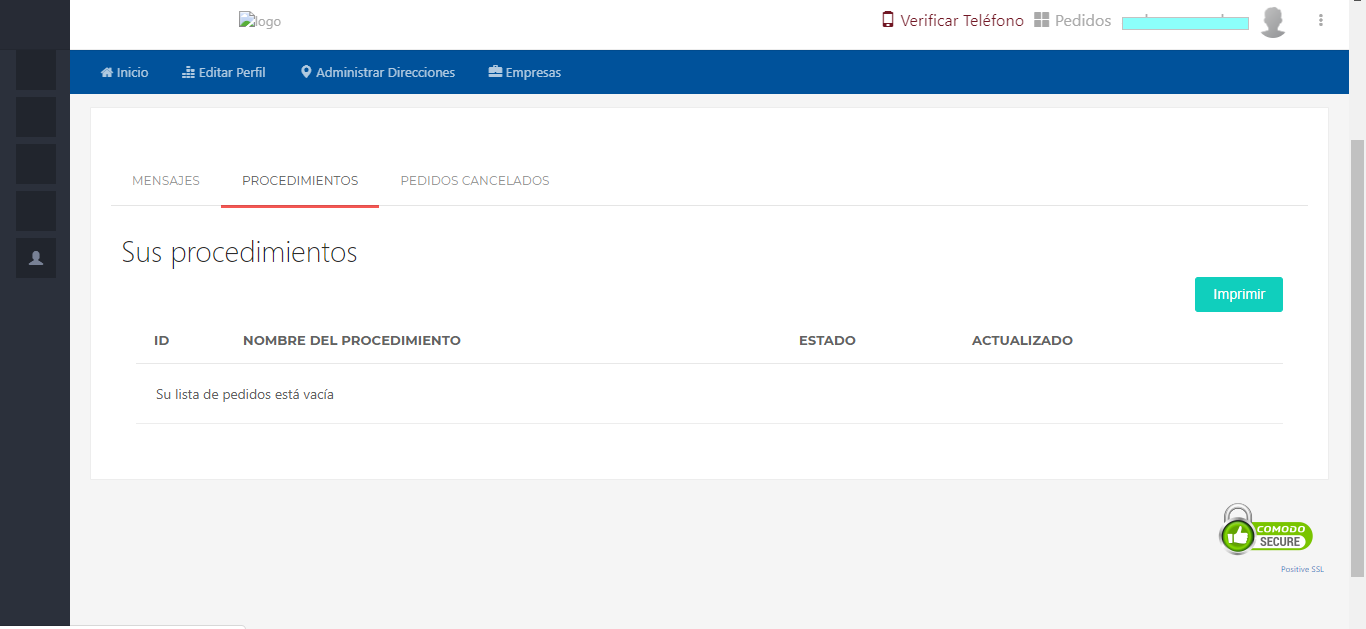 logo
Verificar Teléfono
Pedidos
Inicio
Editar Perfil
Administrar Direcciones
Empresas
MENSAJES
PROCEDIMIENTOS
PEDIDOS CANCELADOS
Sus procedimientos
Imprimir
ID
NOMBRE DEL PROCEDIMIENTO
ESTADO
ACTUALIZADO
Su lista de pedidos está vacía
COMODO
SECURE
Positive SSL